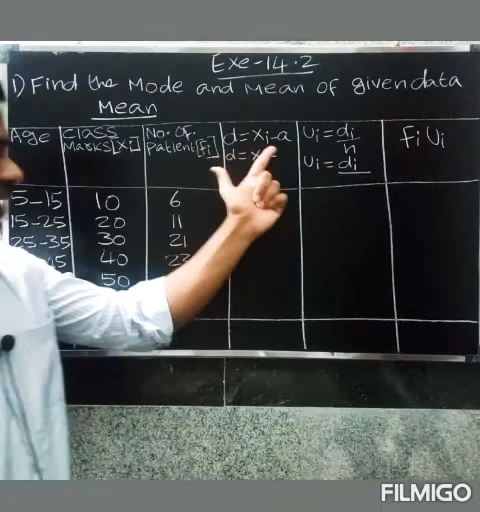 Exe-14.2
1) Find the Mode and Mean of given data
Mean
Age Class Marks[xi] No. of. Patient[fi] d=xi-a Ui=di/h FiUi
d=x Ui=di
5-15 10 6
15-25 20 11
25-35 30 21
45 40 23
50
FILMIGO